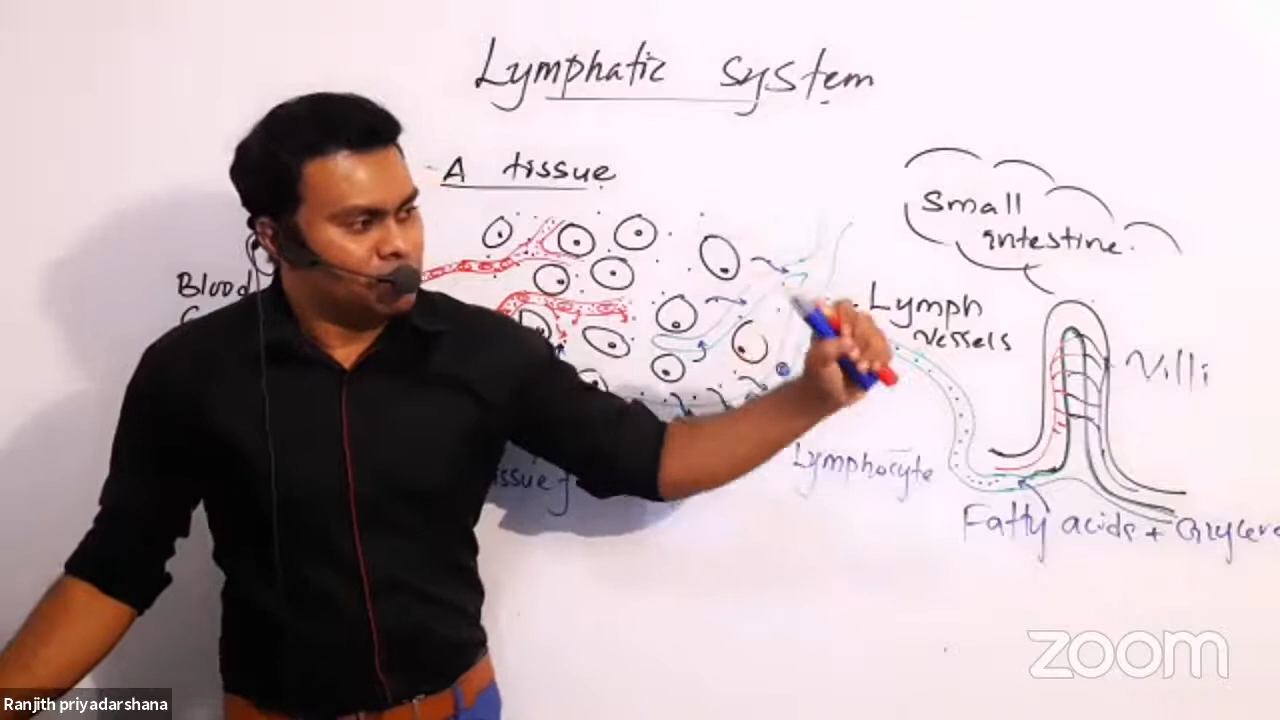 Lymphatic system
A tissue
Small
intestine.
Blood
Lymph
vessels
Villi
Lymphocyte
Fatty acids +
zoom
Ranjith priyadarshana